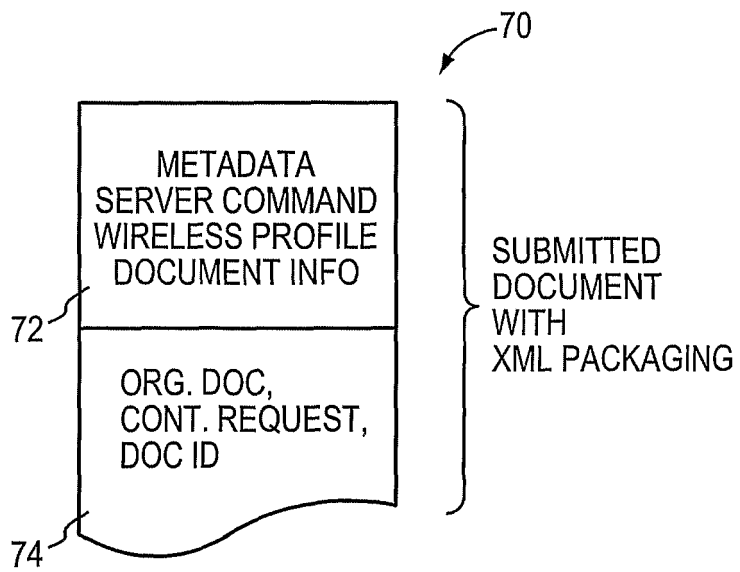 70
METADATA
SERVER COMMAND
WIRELESS PROFILE
DOCUMENT INFO
72
SUBMITTED
DOCUMENT
WITH
XML PACKAGING
ORG. DOC,
CONT. REQUEST,
DOC ID
74